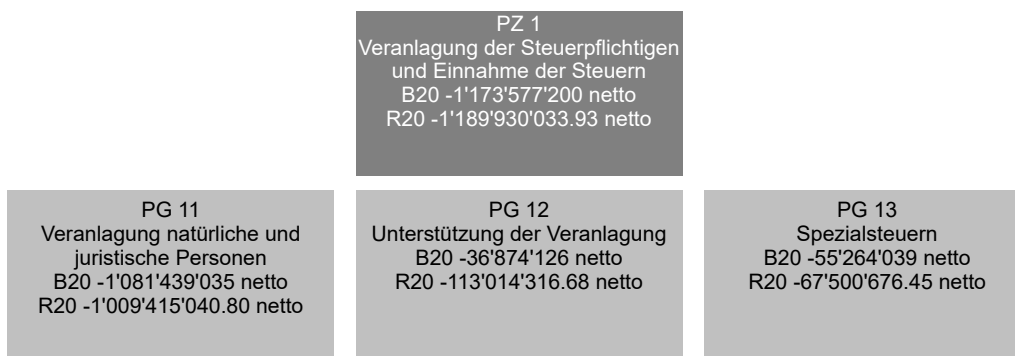 PZ 1
Veranlagung der Steuerpflichtigen
und Einnahme der Steuern
B20 -1'173'577'200 netto
R20 -1'189'930'033.93 netto
PG 11
Veranlagung natürliche und
juristische Personen
B20 -1'081'439'035 netto
R20 -1'009'415'040.80 netto
PG 12
Unterstützung der Veranlagung
B20 -36'874'126 netto
R20 -113'014'316.68 netto
PG 13
Spezialsteuern
B20 -55'264'039 netto
R20 -67'500'676.45 netto